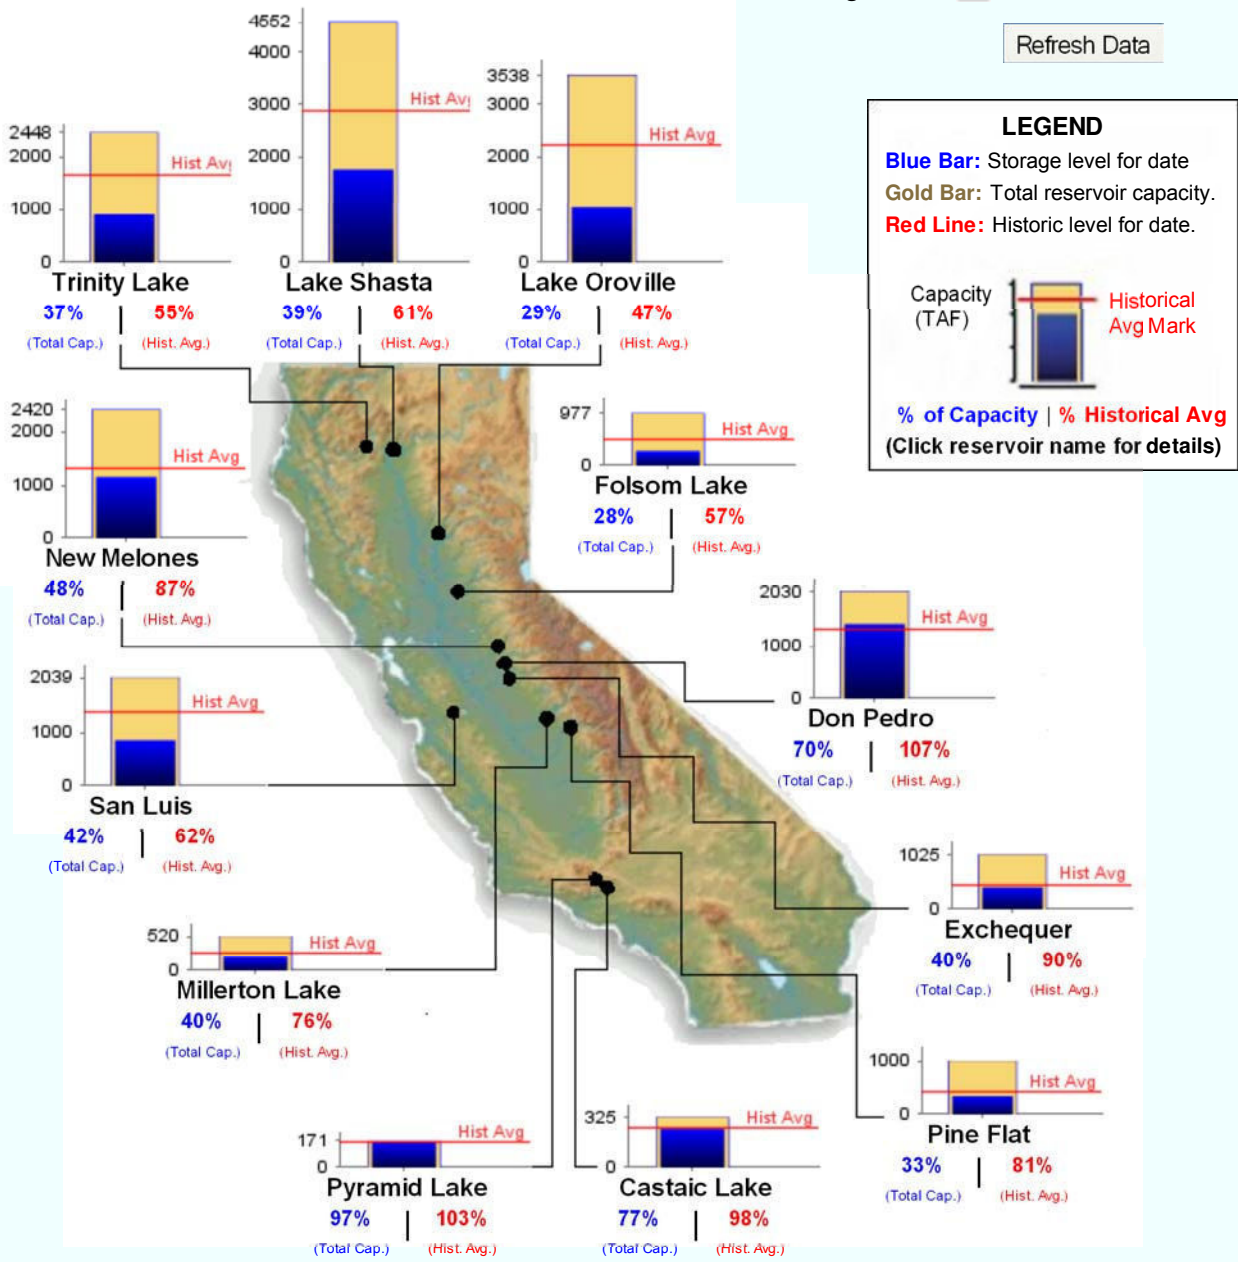 Refresh Data
LEGEND
Blue Bar: Storage level for date
Gold Bar: Total reservoir capacity.
Red Line: Historic level for date.
Capacity
(TAF)
Historical
Avg Mark
% of Capacity | % Historical Avg
(Click reservoir name for details)
2448
2000
1000
0
Hist Avg
Trinity Lake
37% | 55%
(Total Cap.) (Hist. Avg.)
4552
4000
3000
2000
1000
0
Hist Avg
Lake Shasta
39% | 61%
(Total Cap.) (Hist. Avg.)
3538
3000
2000
1000
0
Hist Avg
Lake Oroville
29% | 47%
(Total Cap.) (Hist. Avg.)
2420
2000
1000
0
Hist Avg
New Melones
48% | 87%
(Total Cap.) (Hist. Avg.)
977
0
Hist Avg
Folsom Lake
28% | 57%
(Total Cap.) (Hist. Avg.)
2030
1000
0
Hist Avg
Don Pedro
70% | 107%
(Total Cap.) (Hist. Avg.)
2039
1000
0
Hist Avg
San Luis
42% | 62%
(Total Cap.) (Hist. Avg.)
1025
0
Hist Avg
Exchequer
40% | 90%
(Total Cap.) (Hist. Avg.)
520
0
Hist Avg
Millerton Lake
40% | 76%
(Total Cap.) (Hist. Avg.)
1000
0
Hist Avg
Pine Flat
33% | 81%
(Total Cap.) (Hist. Avg.)
171
0
Hist Avg
Pyramid Lake
97% | 103%
(Total Cap.) (Hist. Avg.)
325
0
Hist Avg
Castaic Lake
77% | 98%
(Total Cap.) (Hist. Avg.)